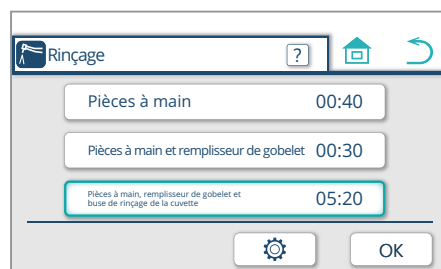 Rinçage ?
Pièces à main 00:40
Pièces à main et remplisseur de gobelet 00:30
Pièces à main, remplisseur de gobelet et
buse de rinçage de la cuvette 05:20
OK